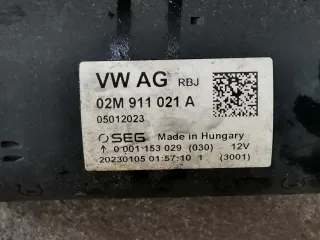 VW AG RBJ
02M 911 021 A
05012023
SEG Made in Hungary
↑ 0 001 153 029 (030) 12V
20230105 01:57:10 1 (3001)